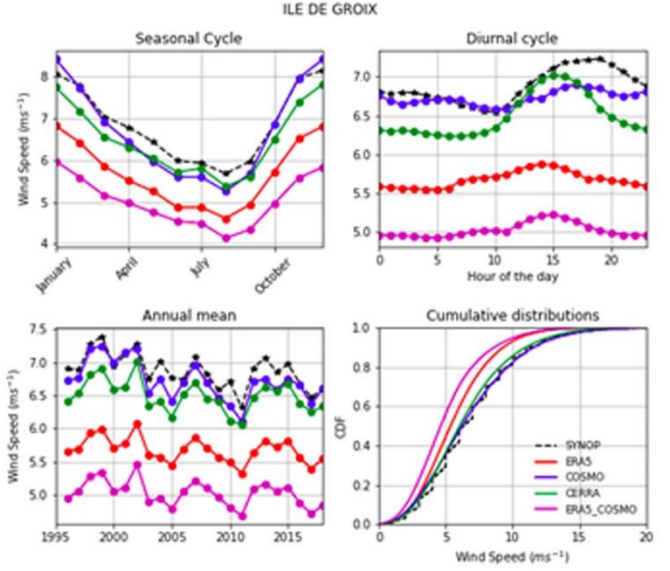 ILE DE GROIX
Seasonal Cycle
Wind Speed (ms⁻¹)
8
7
6
5
4
January
April
July
October
Diurnal cycle
7.0
6.5
6.0
5.5
5.0
0
5
10
15
20
Hour of the day
Annual mean
Wind Speed (ms⁻¹)
7.5
7.0
6.5
6.0
5.5
5.0
1995
2000
2005
2010
2015
Cumulative distributions
CDF
1.0
0.8
0.6
0.4
0.2
0.0
SYNOP
ERA5
COSMO
CERRA
ERA5_COSMO
0
5
10
15
20
Wind Speed (ms⁻¹)